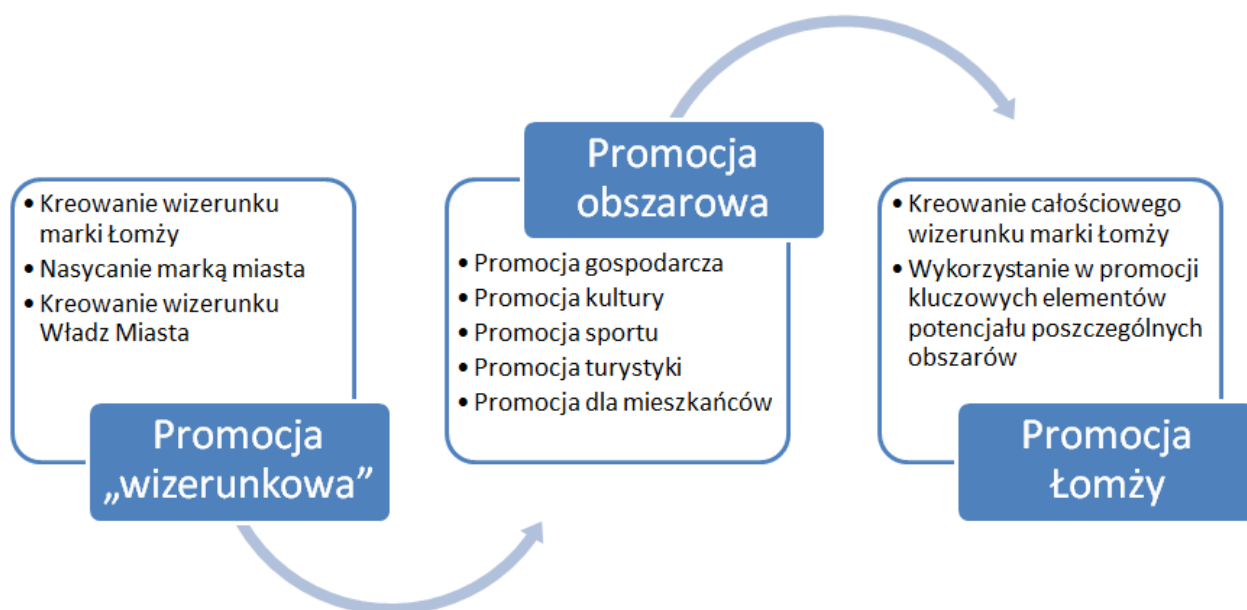 • Kreowanie wizerunku
marki Łomży
• Nasycanie marką miasta
• Kreowanie wizerunku
Władz Miasta
Promocja
„wizerunkowa”
Promocja
obszarowa
• Promocja gospodarcza
• Promocja kultury
• Promocja sportu
• Promocja turystyki
• Promocja dla mieszkańców
• Kreowanie całościowego
wizerunku marki Łomży
• Wykorzystanie w promocji
kluczowych elementów
potencjału poszczególnych
obszarów
Promocja
Łomży